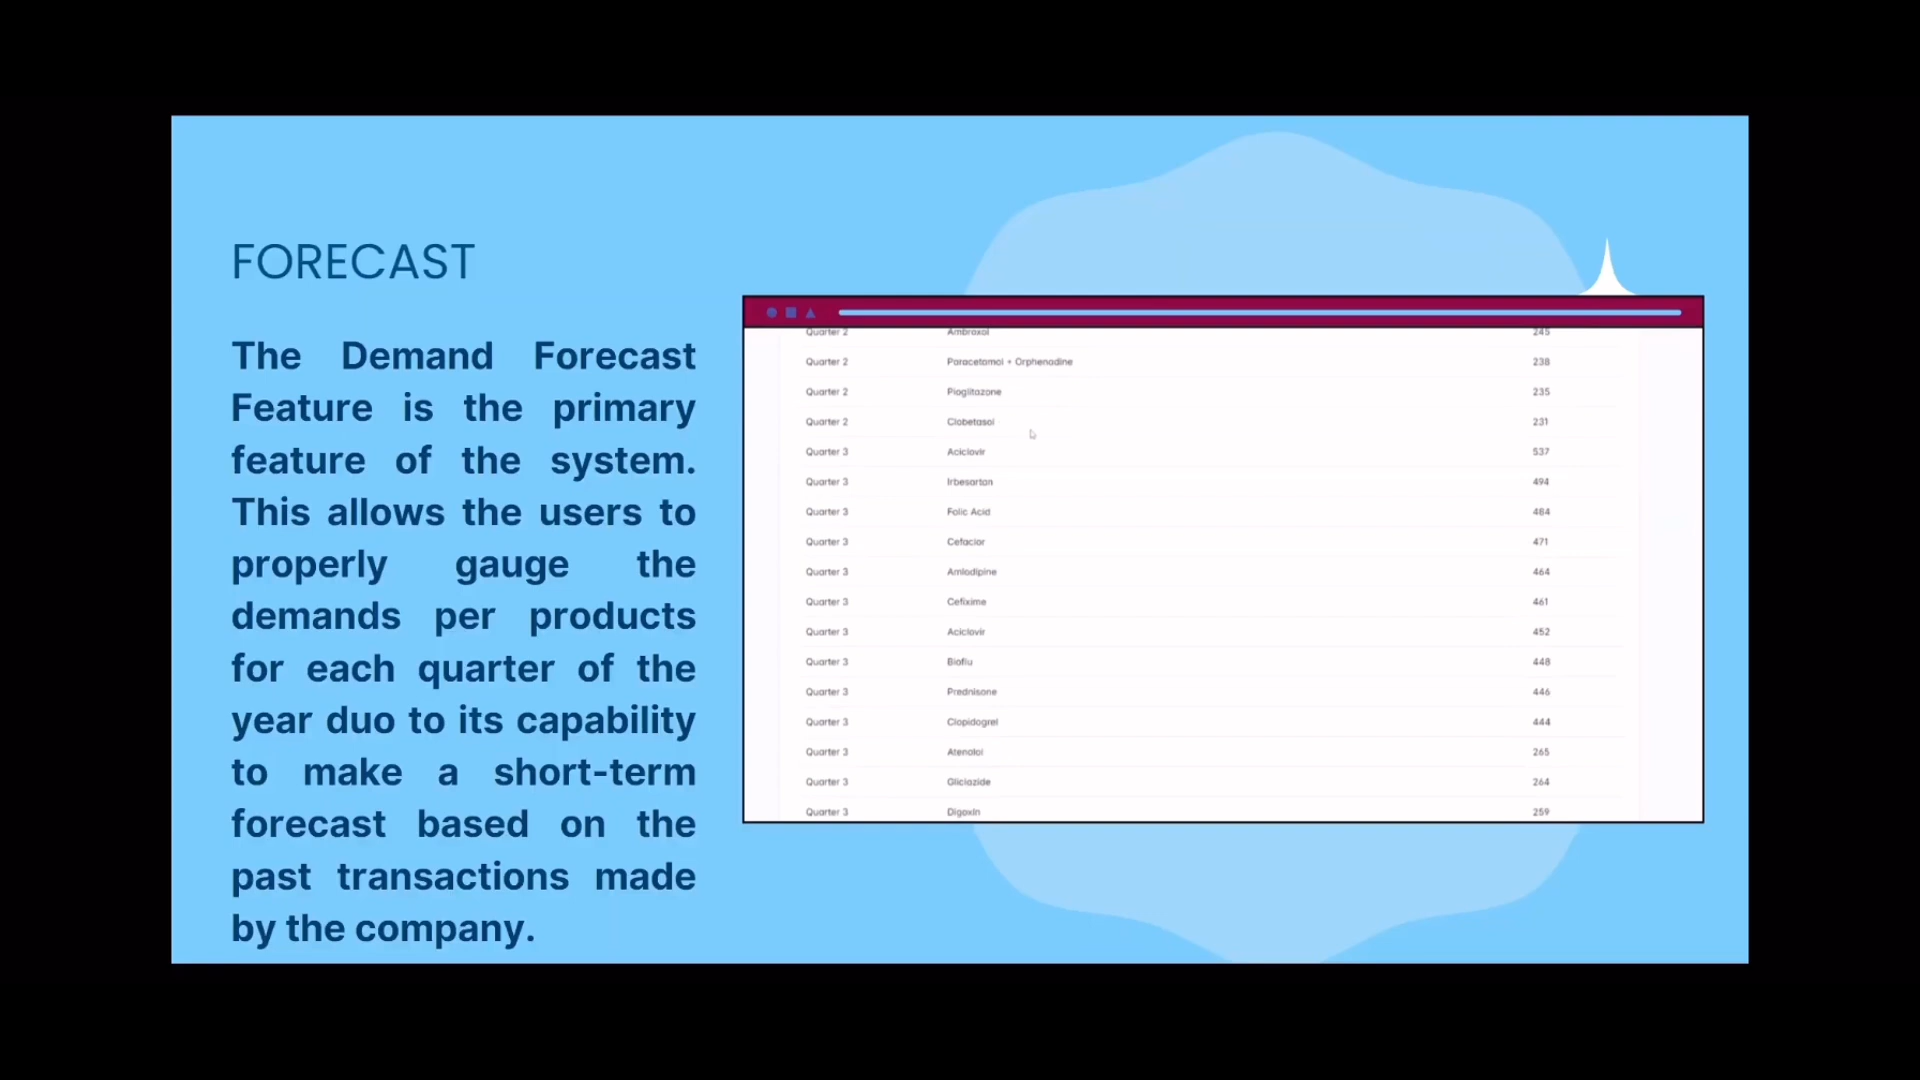 FORECAST
The Demand Forecast
Feature is the primary
feature of the system.
This allows the users to
properly gauge the
demands per products
for each quarter of the
year duo to its capability
to make a short-term
forecast based on the
past transactions made
by the company.
Quarter 2 Ambroxol 245
Quarter 2 Paracetamol + Orphenadine 238
Quarter 2 Pioglitazone 235
Quarter 2 Clobetasol 231
Quarter 3 Aciclovir 537
Quarter 3 Irbesartan 494
Quarter 3 Folic Acid 484
Quarter 3 Cefaclor 471
Quarter 3 Amlodipine 464
Quarter 3 Cefixime 461
Quarter 3 Aciclovir 452
Quarter 3 Bioflu 448
Quarter 3 Prednisone 446
Quarter 3 Clopidogrel 444
Quarter 3 Atenolol 265
Quarter 3 Gliclazide 264
Quarter 3 Digoxin 259